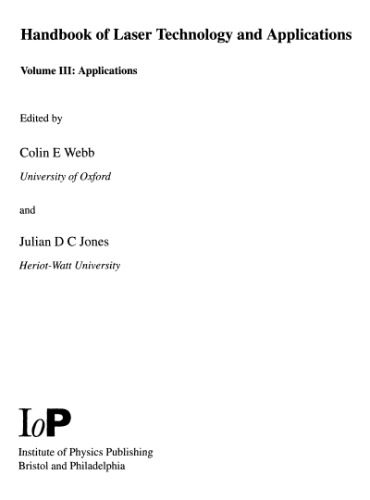 Handbook of Laser Technology and Applications
Volume III: Applications
Edited by
Colin E Webb
University of Oxford
and
Julian D C Jones
Heriot-Watt University
IoP
Institute of Physics Publishing
Bristol and Philadelphia